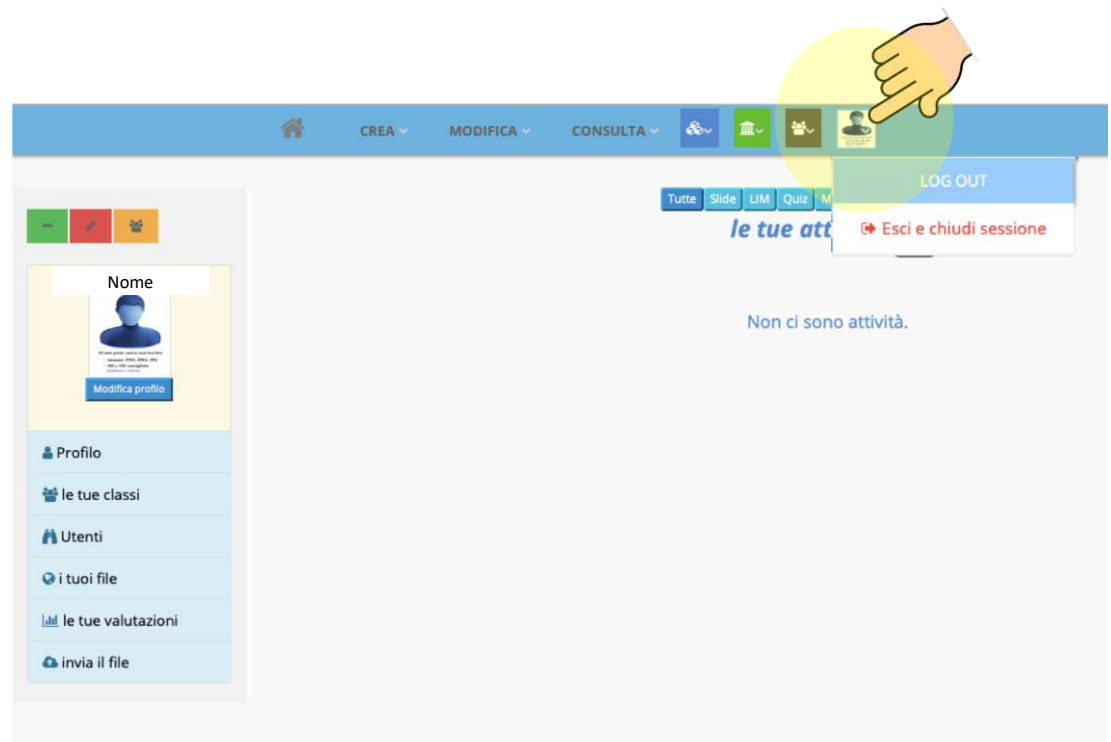 CREA MODIFICA CONSULTA
LOG OUT
Esci e chiudi sessione
Tutte Slide LIM Quiz
le tue att
Non ci sono attività.
Nome
Modifica profilo
Profilo
le tue classi
Utenti
i tuoi file
le tue valutazioni
invia il file